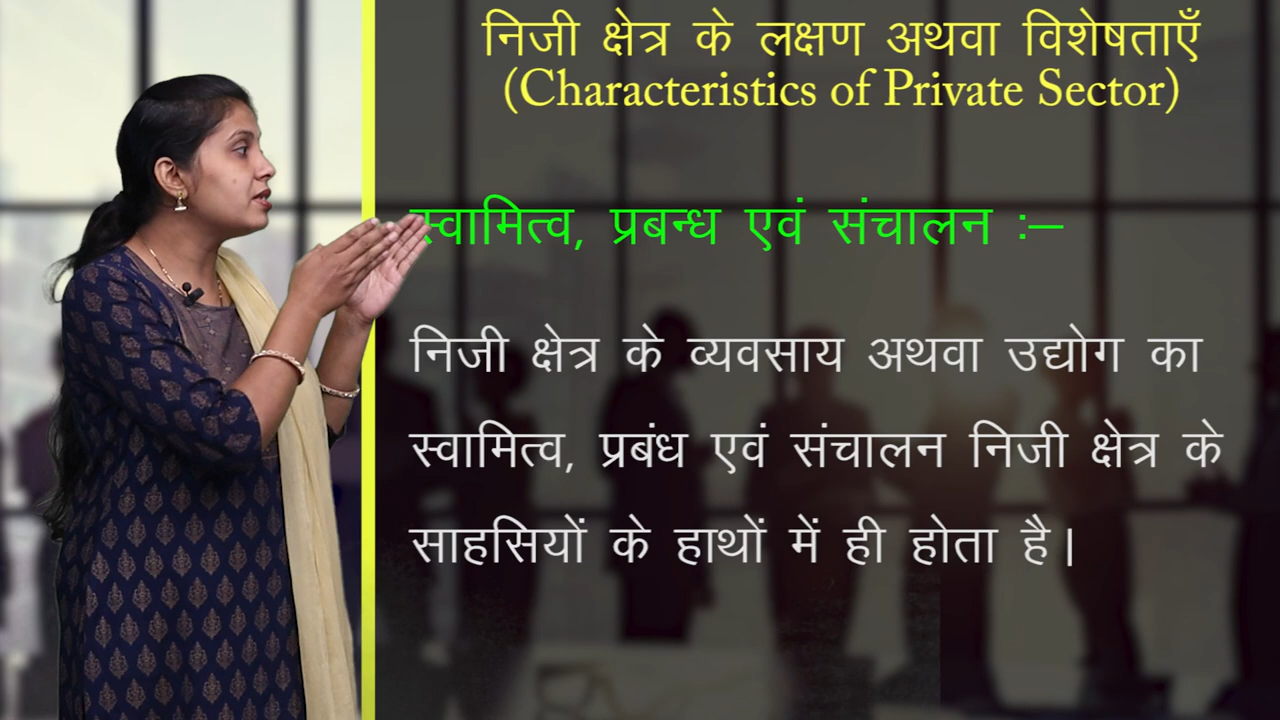 निजी क्षेत्र के लक्षण अथवा विशेषताएँ
(Characteristics of Private Sector)
स्वामित्व, प्रबन्ध एवं संचालन :–
निजी क्षेत्र के व्यवसाय अथवा उद्योग का
स्वामित्व, प्रबंध एवं संचालन निजी क्षेत्र के
साहसियों के हाथों में ही होता है।